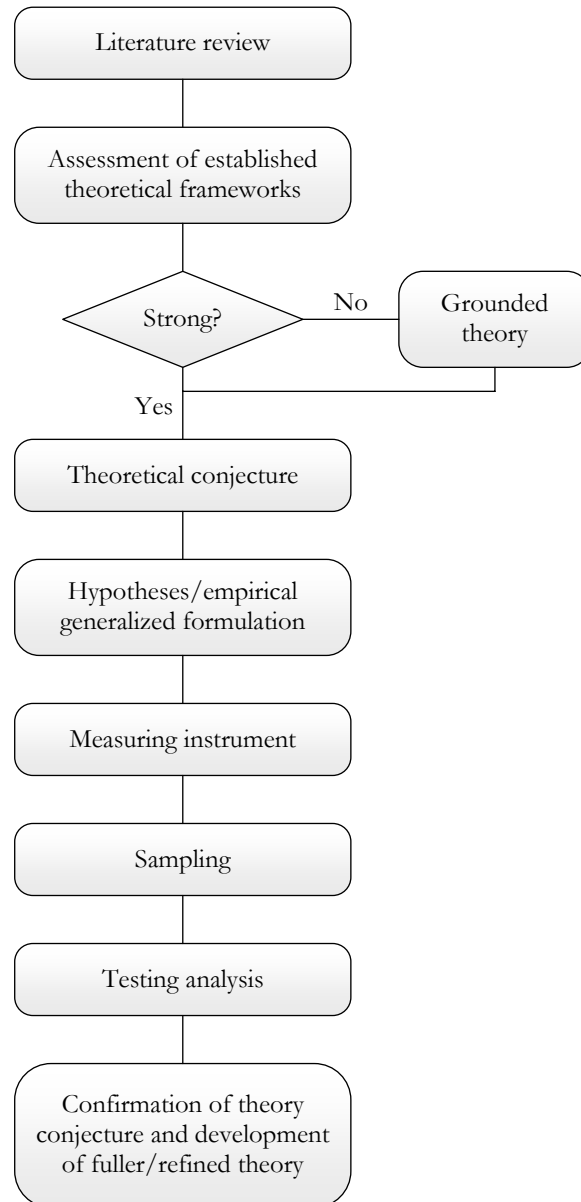 Literature review
Assessment of established
theoretical frameworks
Strong?
No
Grounded
theory
Yes
Theoretical conjecture
Hypotheses/empirical
generalized formulation
Measuring instrument
Sampling
Testing analysis
Confirmation of theory
conjecture and development
of fuller/refined theory